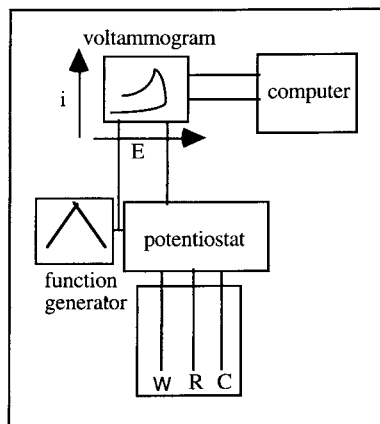 voltammogram
i
computer
E
potentiostat
function
generator
W R C